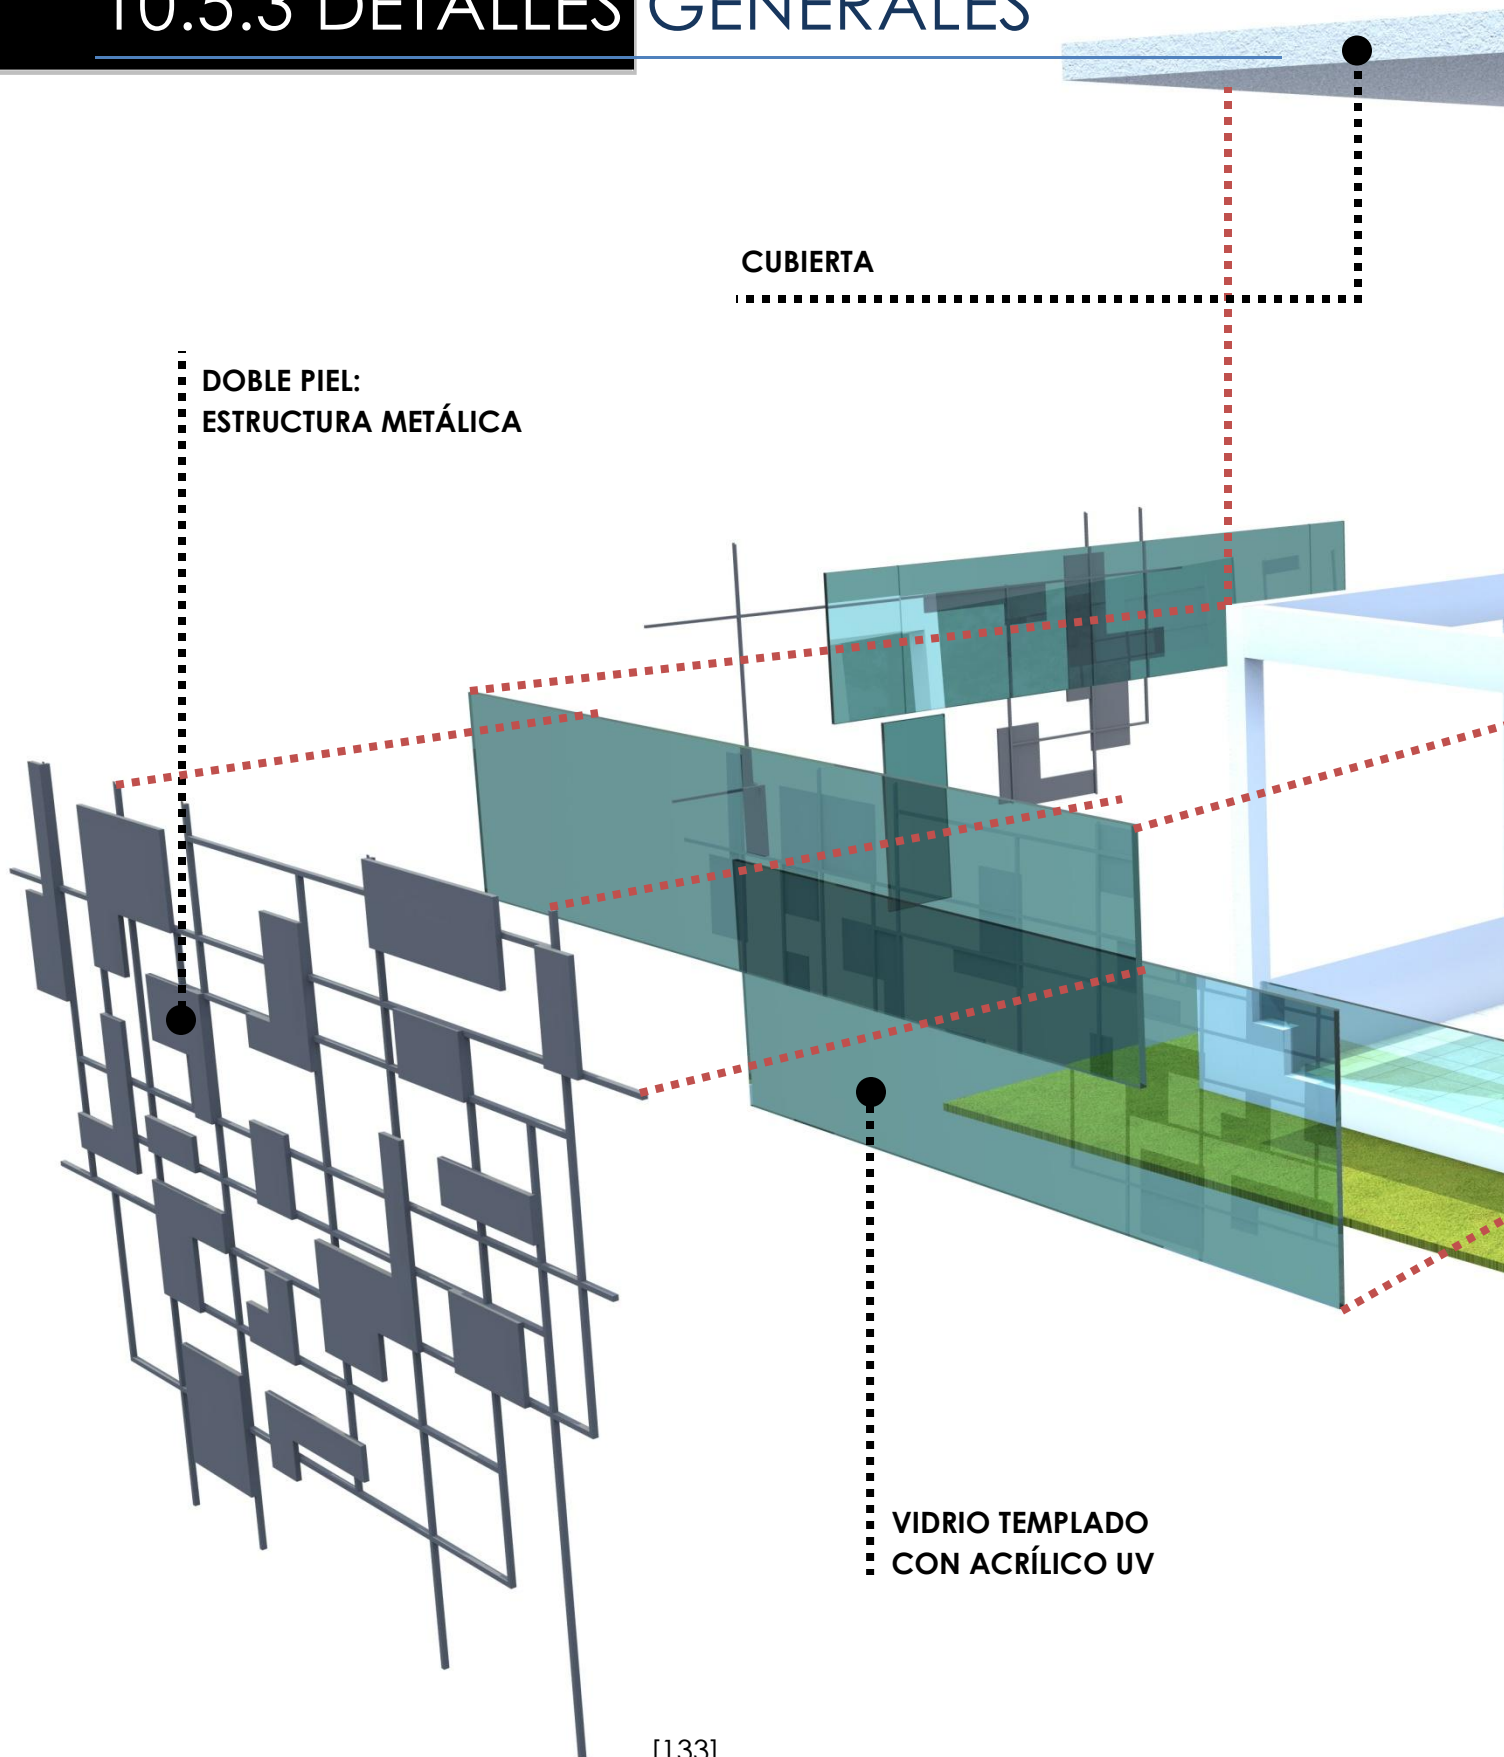 10.5.3 DETALLES GENERALES
CUBIERTA
DOBLE PIEL:
ESTRUCTURA METÁLICA
VIDRIO TEMPLADO
CON ACRÍLICO UV
[133]